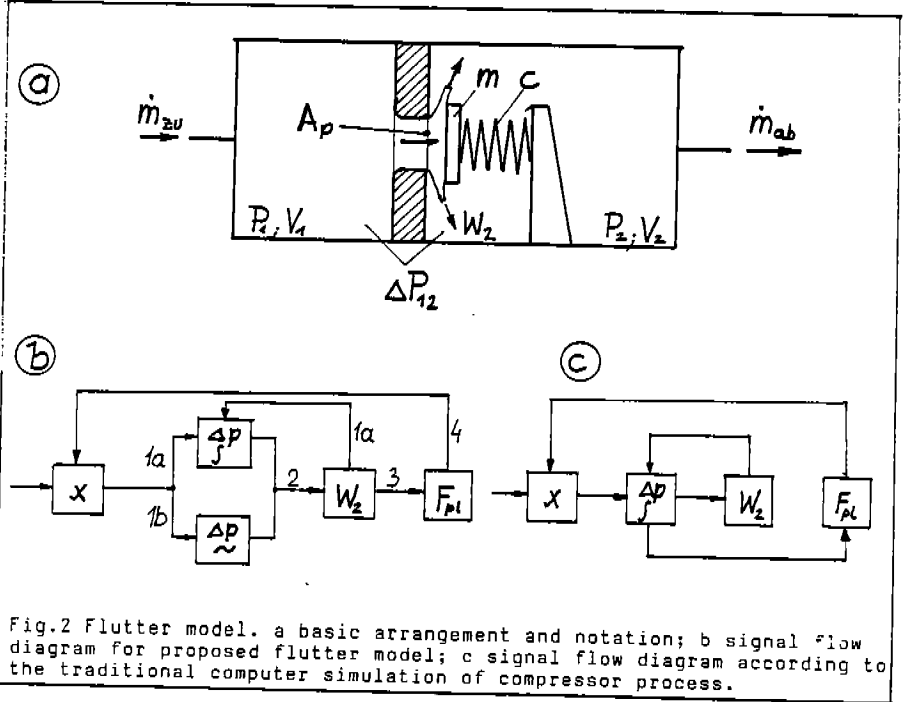 a
ṁzu
Ap
m
c
ṁab
P1; V1
W2
P2; V2
ΔP12
b
c
4
1a
Δp
∫
1a
x
2
W2
3
Fpl
1b
Δp
~
x
Δp
∫
W2
Fpl
Fig.2 Flutter model. a basic arrangement and notation; b signal flow
diagram for proposed flutter model; c signal flow diagram according to
the traditional computer simulation of compressor process.